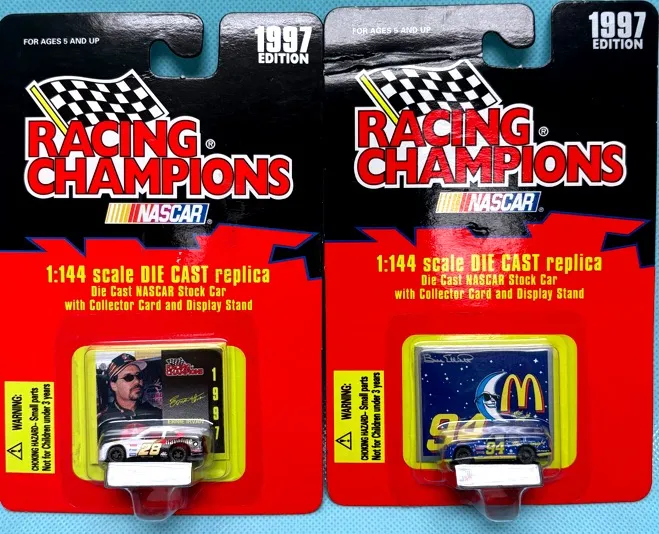 FOR AGES 5 AND UP
1997
EDITION
RACING
CHAMPIONS®
NASCAR
1:144 scale DIE CAST replica
Die Cast NASCAR Stock Car
with Collector Card and Display Stand
WARNING:
CHOKING HAZARD- Small parts
Not for Children under 3 years
1997
28
FOR AGES 5 AND UP
1997
EDITION
RACING
CHAMPIONS®
NASCAR
1:144 scale DIE CAST replica
Die Cast NASCAR Stock Car
with Collector Card and Display Stand
WARNING:
CHOKING HAZARD- Small parts
Not for Children under 3 years
94
94